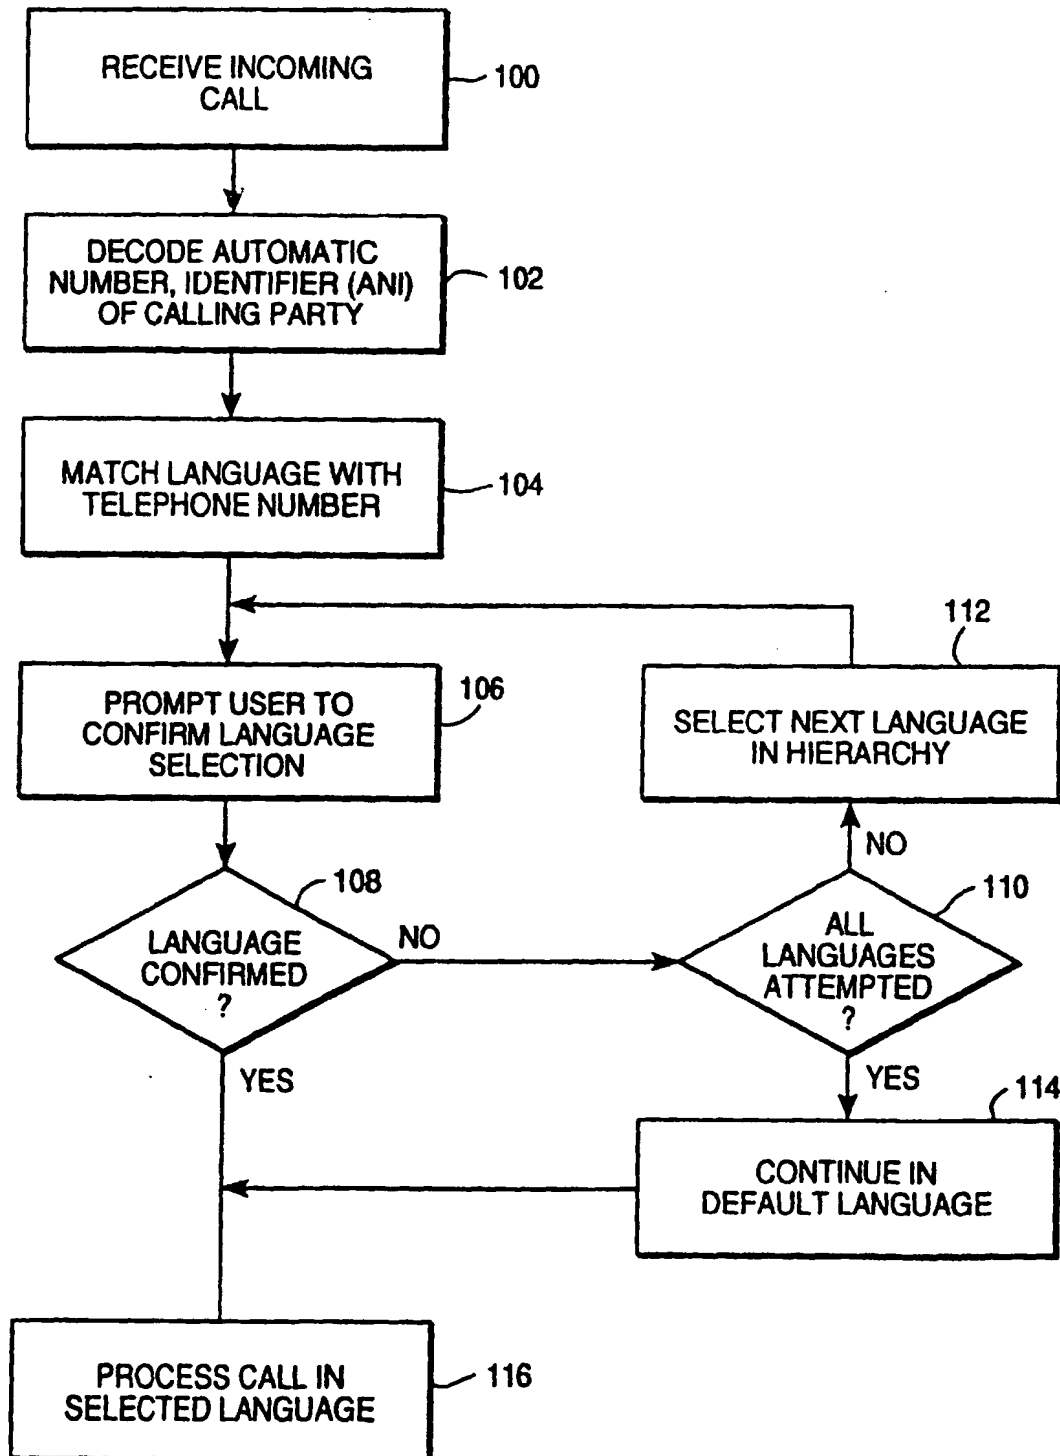 RECEIVE INCOMING
CALL
100
DECODE AUTOMATIC
NUMBER, IDENTIFIER (ANI)
OF CALLING PARTY
102
MATCH LANGUAGE WITH
TELEPHONE NUMBER
104
PROMPT USER TO
CONFIRM LANGUAGE
SELECTION
106
112
SELECT NEXT LANGUAGE
IN HIERARCHY
NO
108
LANGUAGE
CONFIRMED
?
NO
110
ALL
LANGUAGES
ATTEMPTED
?
YES
YES
114
CONTINUE IN
DEFAULT LANGUAGE
PROCESS CALL IN
SELECTED LANGUAGE
116